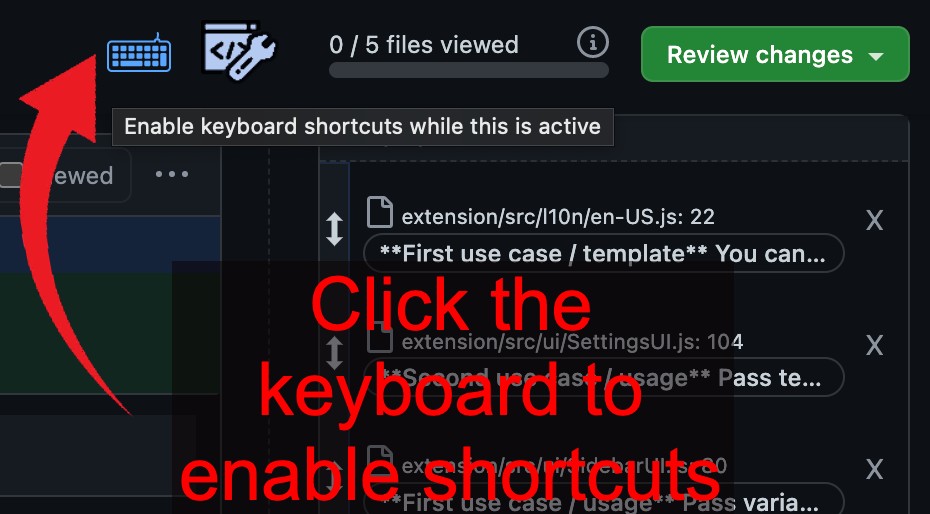 0 / 5 files viewed
Review changes
Enable keyboard shortcuts while this is active
ewed
extension/src/l10n/en-US.js: 22
X
**First use case / template** You can...
Click the
extension/src/ui/SettingsUI.js: 104
X
**Second use case / usage** Pass te...
keyboard to
extension/src/ui/SidebarUI.js: 80
X
enable shortcuts
**First use case / usage** Pass varia...